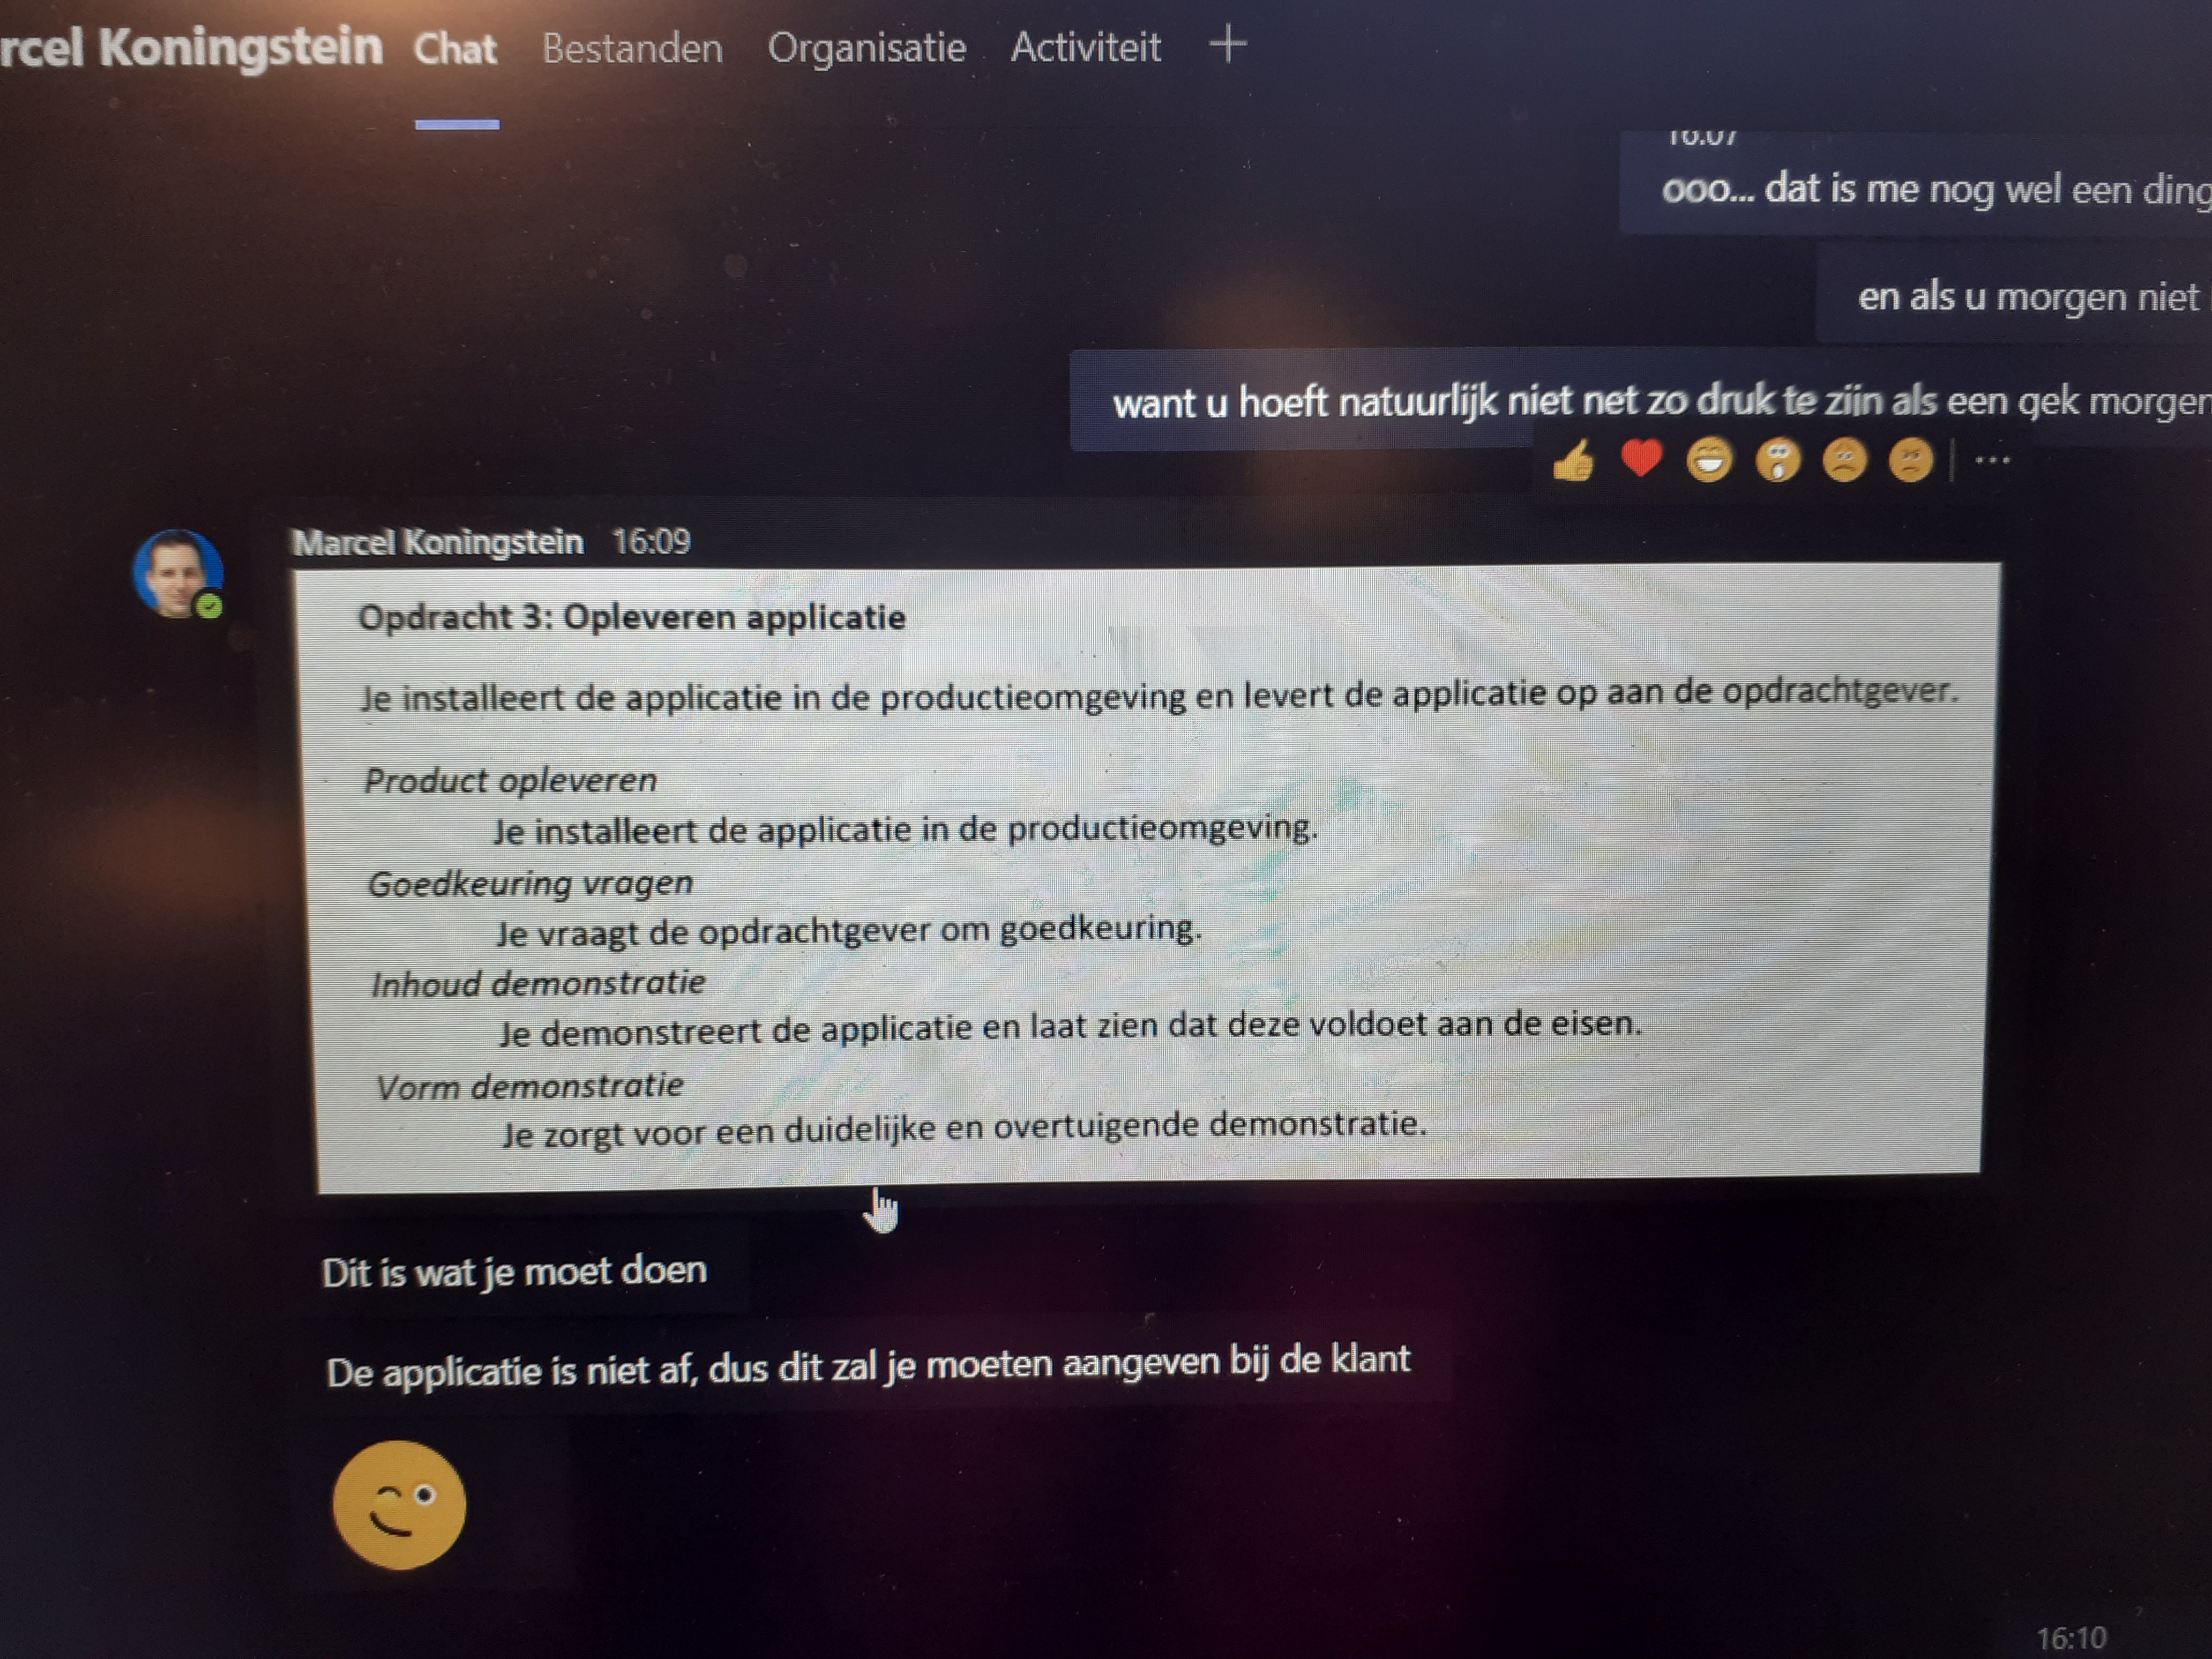 rcel Koningstein Chat Bestanden Organisatie Activiteit +
16:07
ooo... dat is me nog wel een ding
en als u morgen niet
want u hoeft natuurlijk niet net zo druk te zijn als een gek morgen
Marcel Koningstein 16:09
Opdracht 3: Opleveren applicatie
Je installeert de applicatie in de productieomgeving en levert de applicatie op aan de opdrachtgever.
Product opleveren
Je installeert de applicatie in de productieomgeving.
Goedkeuring vragen
Je vraagt de opdrachtgever om goedkeuring.
Inhoud demonstratie
Je demonstreert de applicatie en laat zien dat deze voldoet aan de eisen.
Vorm demonstratie
Je zorgt voor een duidelijke en overtuigende demonstratie.
Dit is wat je moet doen
De applicatie is niet af, dus dit zal je moeten aangeven bij de klant
16:10